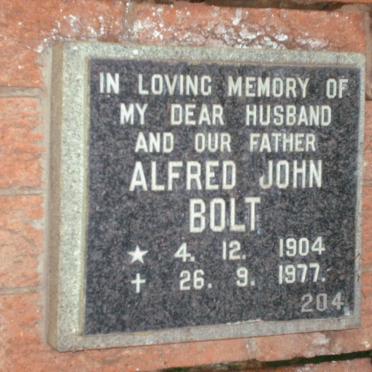 IN LOVING MEMORY OF
MY DEAR HUSBAND
AND OUR FATHER
ALFRED JOHN
BOLT
★ 4. 12. 1904
✝ 26. 9. 1977.
204